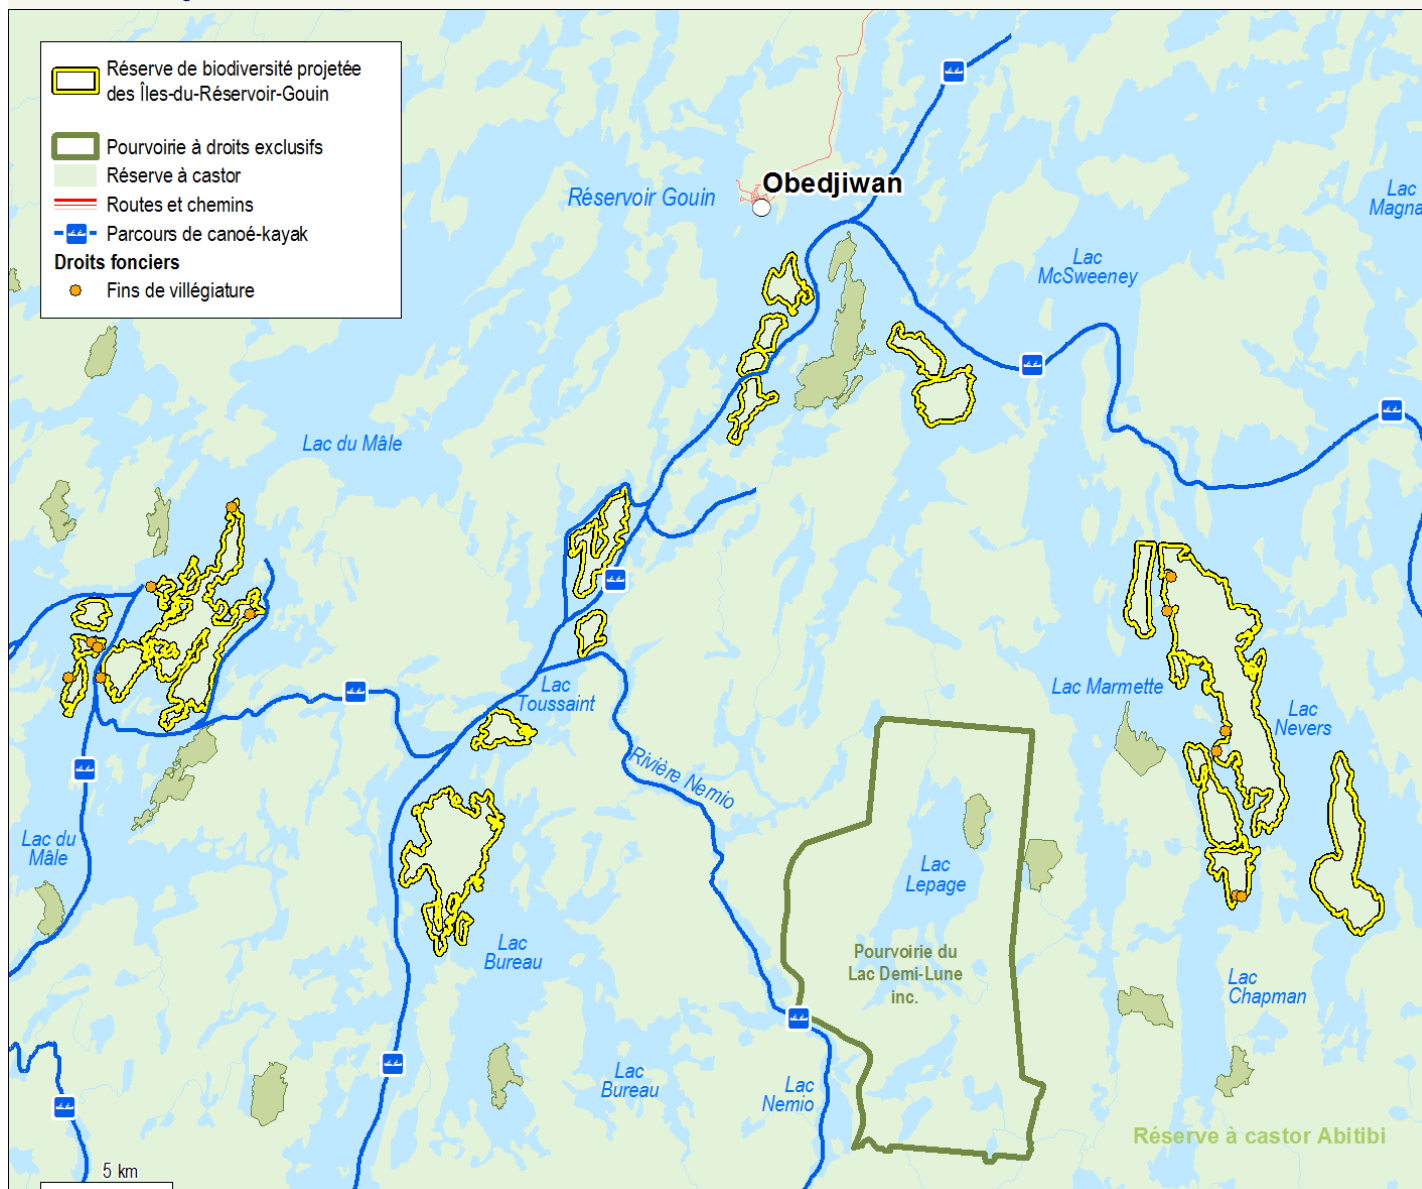 Réserve de biodiversité projetée
des Îles-du-Réservoir-Gouin
Pourvoirie à droits exclusifs
Réserve à castor
Routes et chemins
Parcours de canoé-kayak
Droits fonciers
Fins de villégiature
Obedjiwan
Réservoir Gouin
Lac
Magna
Lac
McSweeney
Lac du Mâle
Lac
Toussaint
Lac Marmette
Lac
Nevers
Rivière Nemio
Lac du
Mâle
Lac
Lepage
Lac
Bureau
Pourvoirie du
Lac Demi-Lune
inc.
Lac
Chapman
Lac
Bureau
Lac
Nemio
Réserve à castor Abitibi
5 km